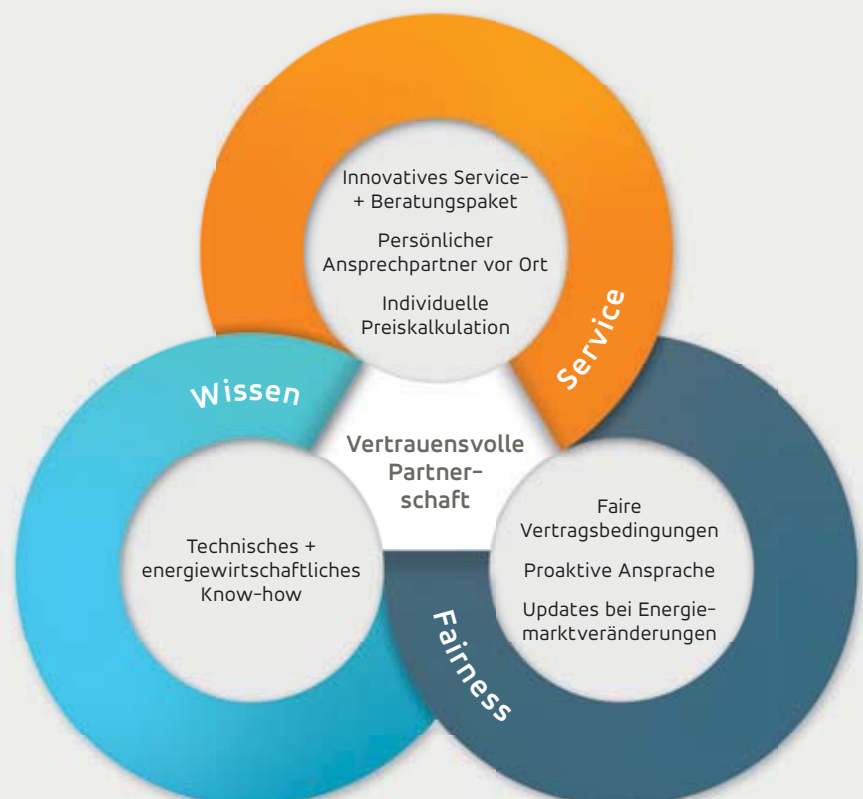 Innovatives Service-
+ Beratungspaket
Persönlicher
Ansprechpartner vor Ort
Individuelle
Preiskalkulation
Service
Wissen
Vertrauensvolle
Partner-
schaft
Technisches +
energiewirtschaftliches
Know-how
Faire
Vertragsbedingungen
Proaktive Ansprache
Updates bei Energie-
marktveränderungen
Fairness